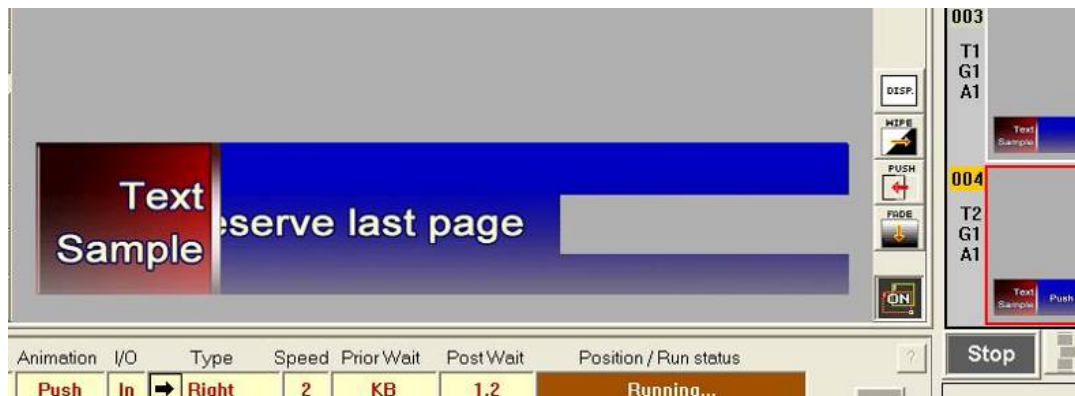 003
T1
G1
A1
DISP.
WIPE
PUSH
FADE
ON
Text
Sample
eserve last page
Text
Sample
004
T2
G1
A1
Text
Sample
Push
Animation I/O Type Speed Prior Wait Post Wait Position / Run status ?
Stop
Push In Right 2 KB 1.2 Running...